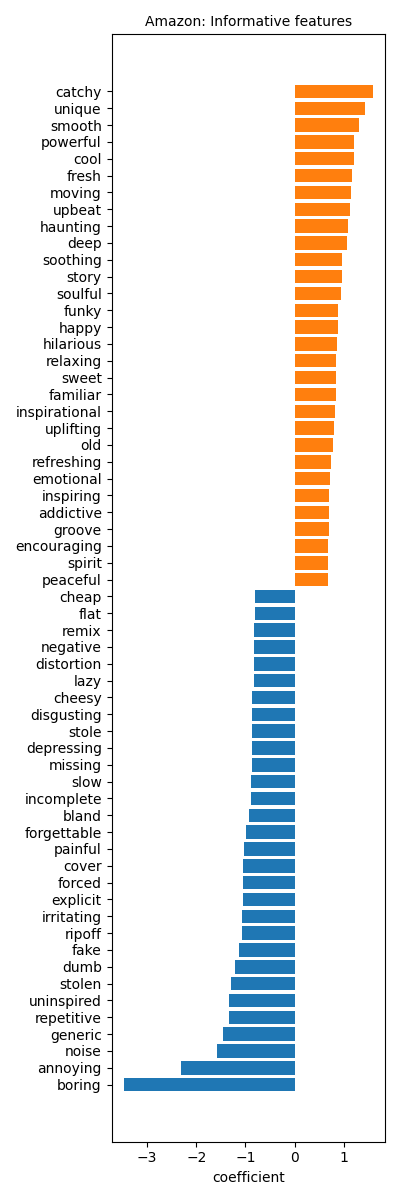 Amazon: Informative features
catchy
unique
smooth
powerful
cool
fresh
moving
upbeat
haunting
deep
soothing
story
soulful
funky
happy
hilarious
relaxing
sweet
familiar
inspirational
uplifting
old
refreshing
emotional
inspiring
addictive
groove
encouraging
spirit
peaceful
cheap
flat
remix
negative
distortion
lazy
cheesy
disgusting
stole
depressing
missing
slow
incomplete
bland
forgettable
painful
cover
forced
explicit
irritating
ripoff
fake
dumb
stolen
uninspired
repetitive
generic
noise
annoying
boring
−3 −2 −1 0 1
coefficient